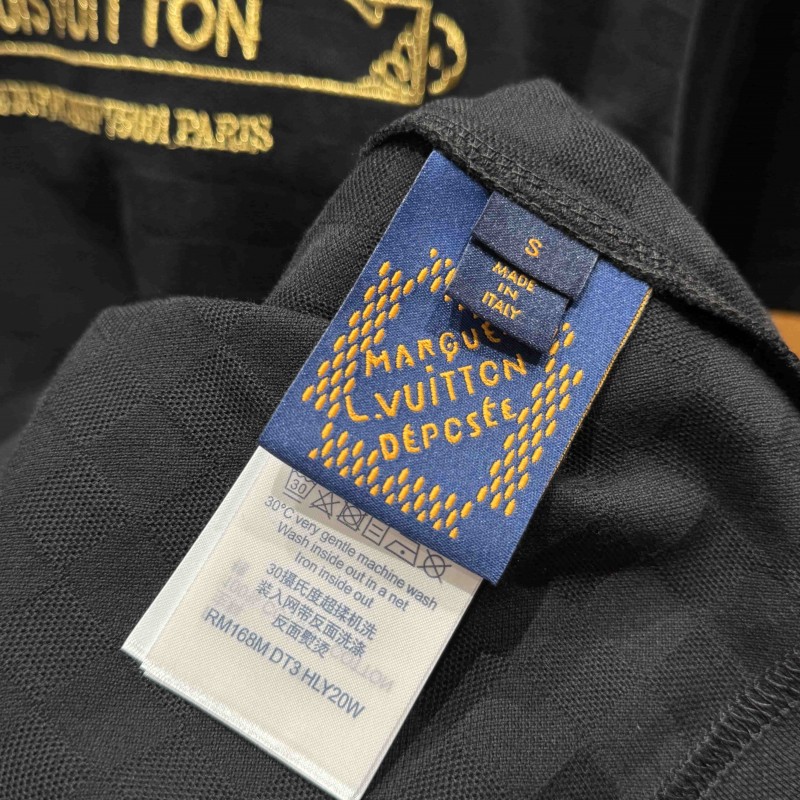 VUITTON
PARIS
S
MADE
IN
ITALY
MARQUE
L.VUITTON
DÉPOSÉE
30
30°C very gentle machine wash
Wash inside out in a net
Iron inside out
30摄氏度超揉机洗
装入网带反面洗涤
反面熨烫
RM168M DT3 HLY20W